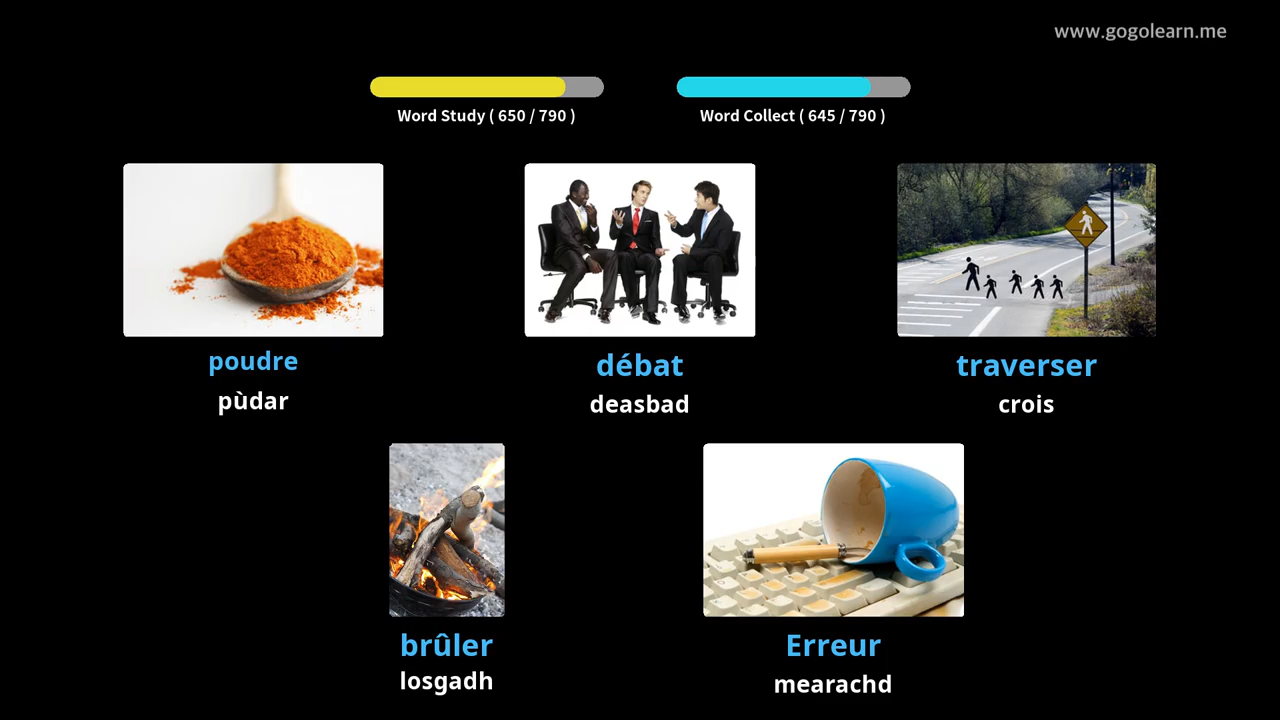 www.gogolearn.me
Word Study ( 650 / 790 )
Word Collect ( 645 / 790 )
poudre
pùdar
débat
deasbad
traverser
crois
brûler
losgadh
Erreur
mearachd